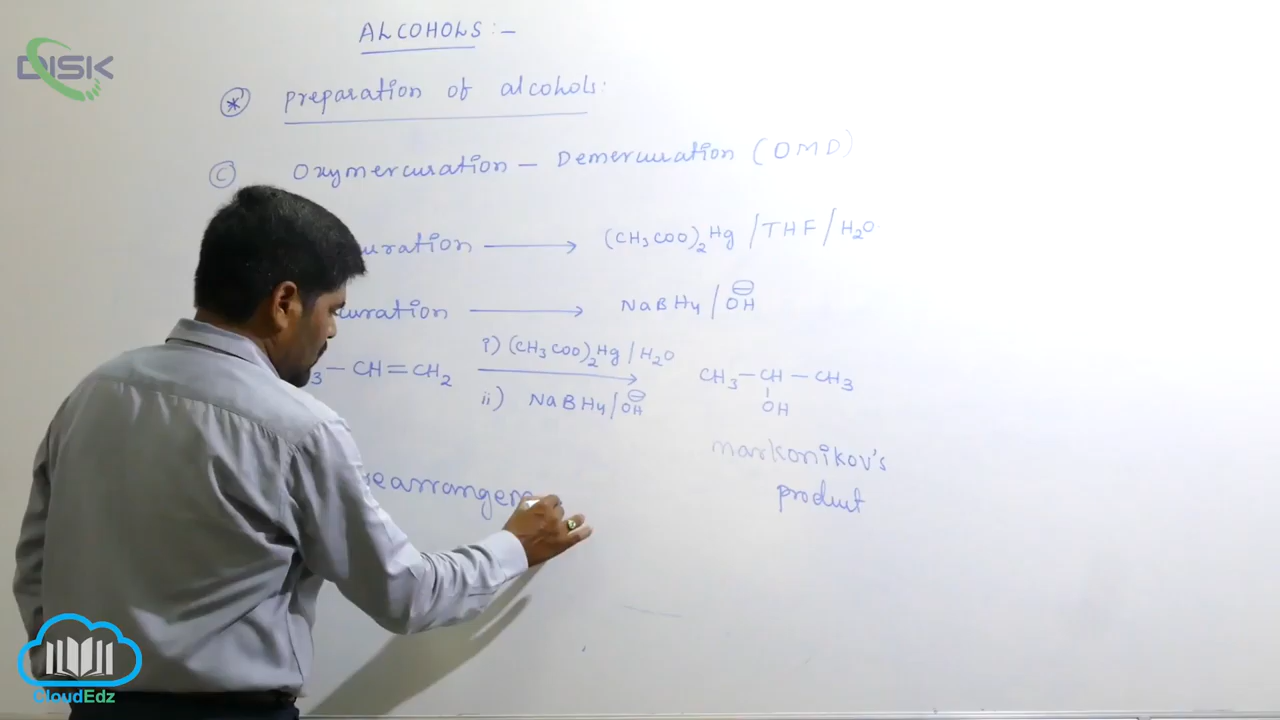 DISK
ALCOHOLS:-
* preparation of alcohols:
C Oxymercuration - Demercuration (OMD)
uration ⟶ (CH3COO)2Hg / THF / H2O
curation ⟶ NaBH4 / OH⊖
3 - CH = CH2 i) (CH3COO)2Hg / H2O ii) NaBH4 / OH⊖ ⟶ CH3 - CH - CH3
OH
markonikov's
product
rearrangem
CloudEdz